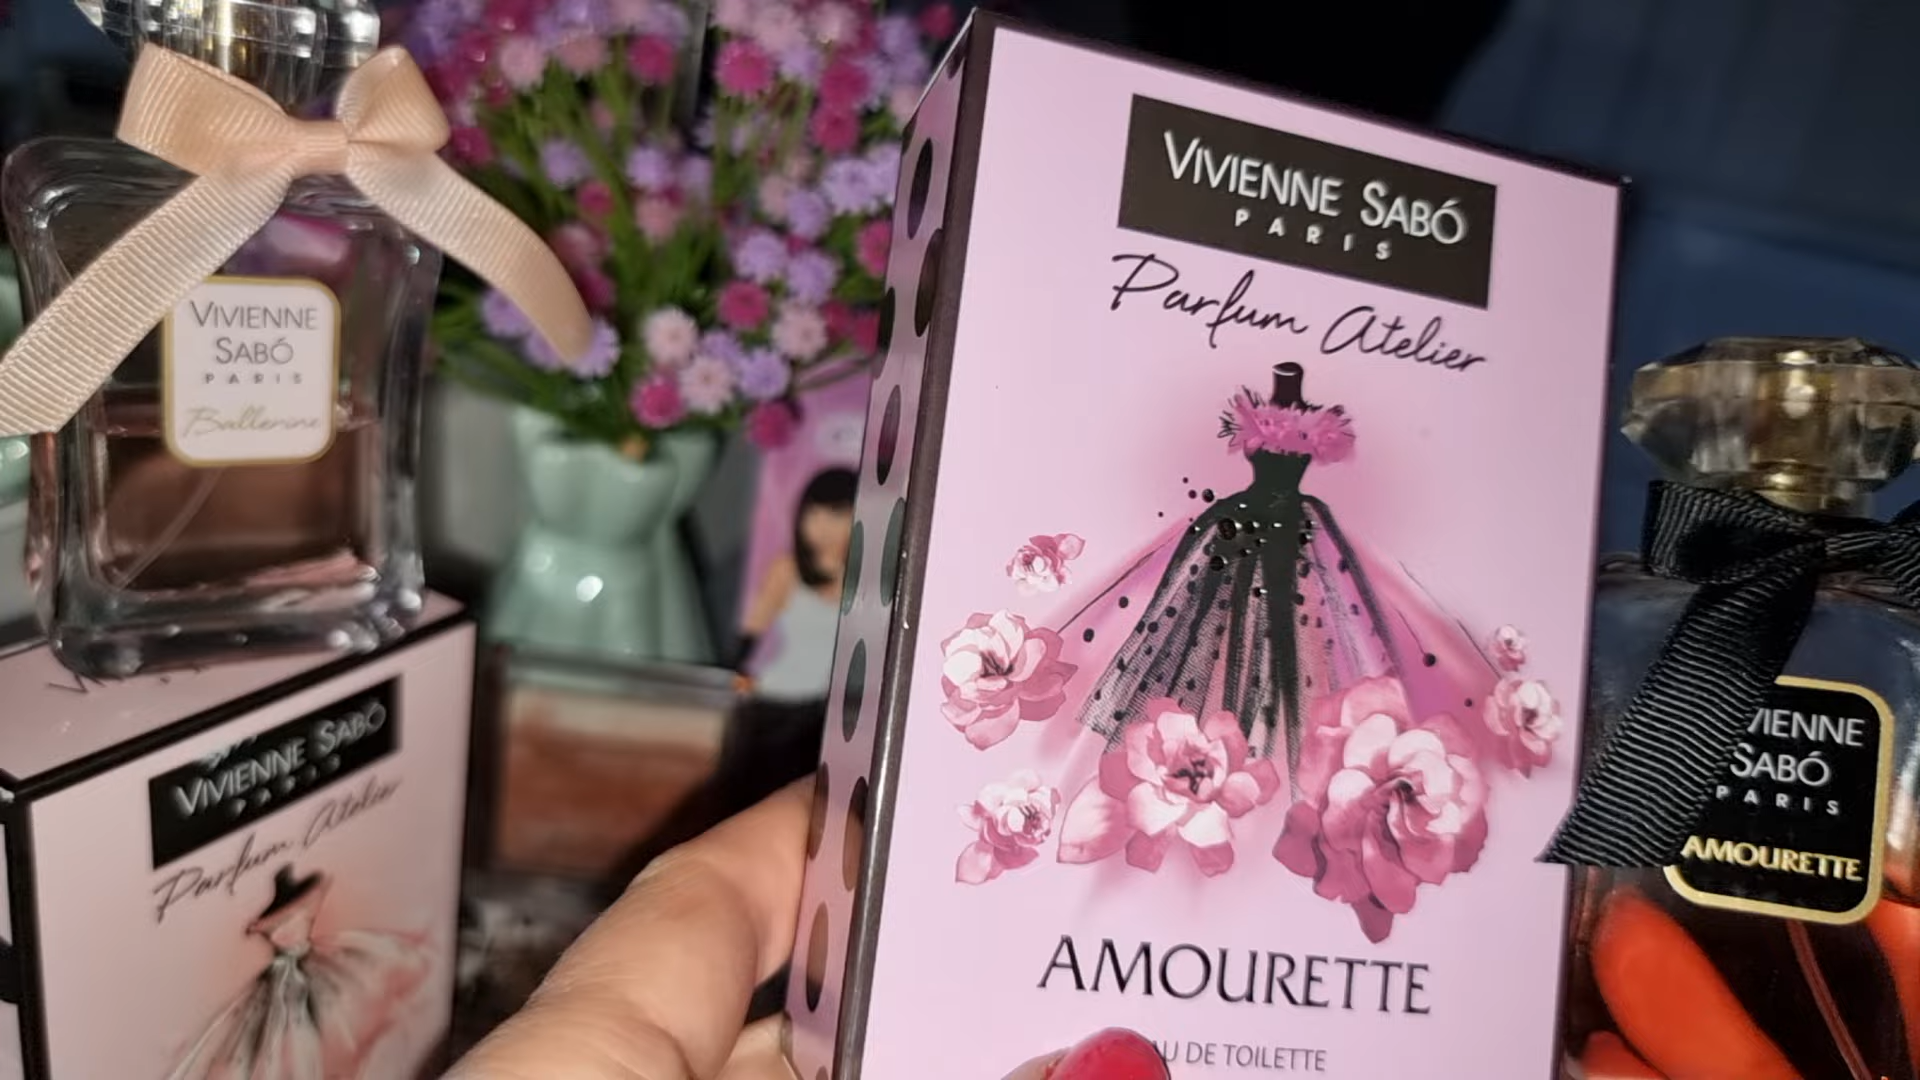 VIVIENNE
SABÓ
PARIS
Ballerine
VIVIENNE SABÓ
PARIS
Parfum Atelier
VIVIENNE SABÓ
PARIS
Parfum Atelier
AMOURETTE
AU DE TOILETTE
VIENNE
SABÓ
PARIS
AMOURETTE